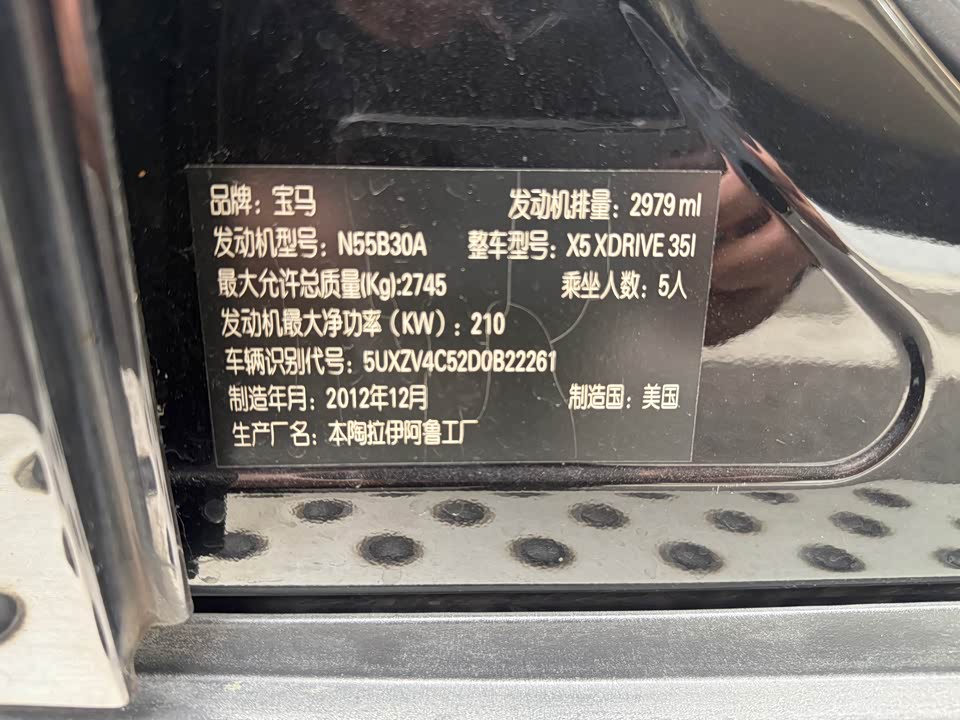 品牌：宝马 发动机排量：2979 ml
发动机型号：N55B30A 整车型号：X5 XDRIVE 35I
最大允许总质量(Kg):2745 乘坐人数：5人
发动机最大净功率（KW）：210
车辆识别代号：5UXZV4C52D0B22261
制造年月：2012年12月 制造国：美国
生产厂名：本陶拉伊阿鲁工厂